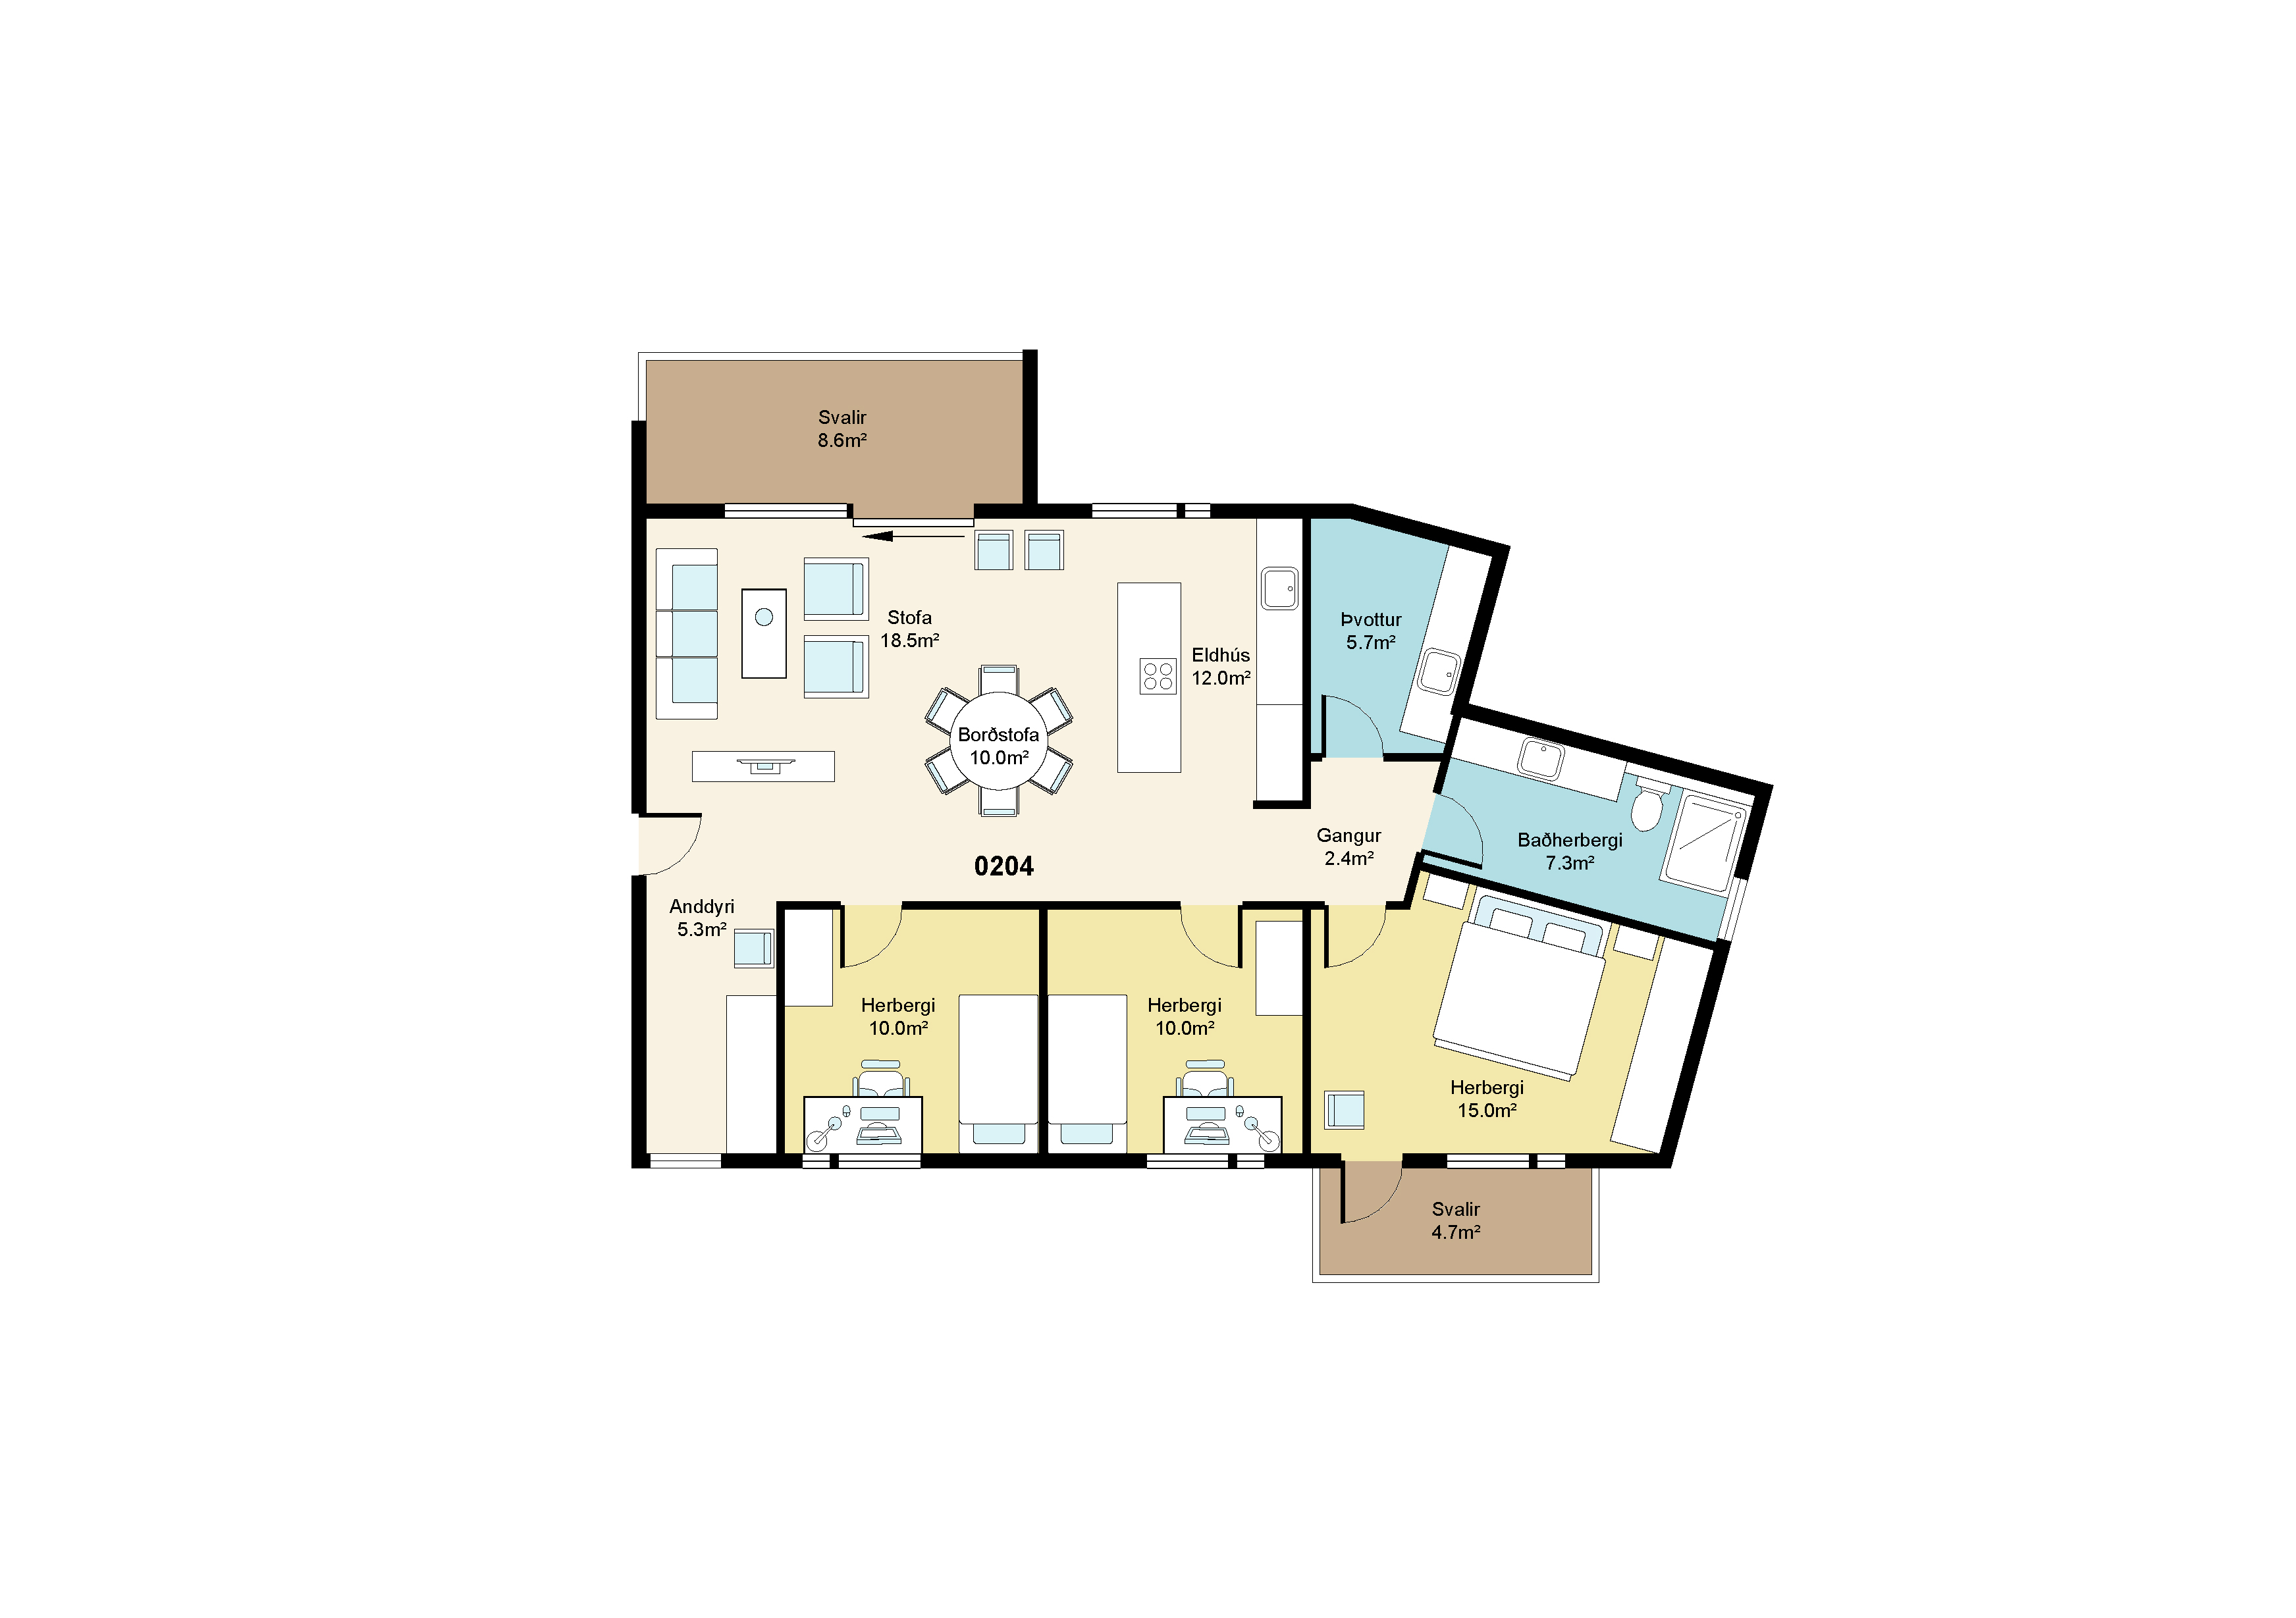 Svalir
8.6m²
Stofa
18.5m²
Þvottur
5.7m²
Eldhús
12.0m²
Borðstofa
10.0m²
Gangur
2.4m²
Baðherbergi
7.3m²
0204
Anddyri
5.3m²
Herbergi
10.0m²
Herbergi
10.0m²
Herbergi
15.0m²
Svalir
4.7m²